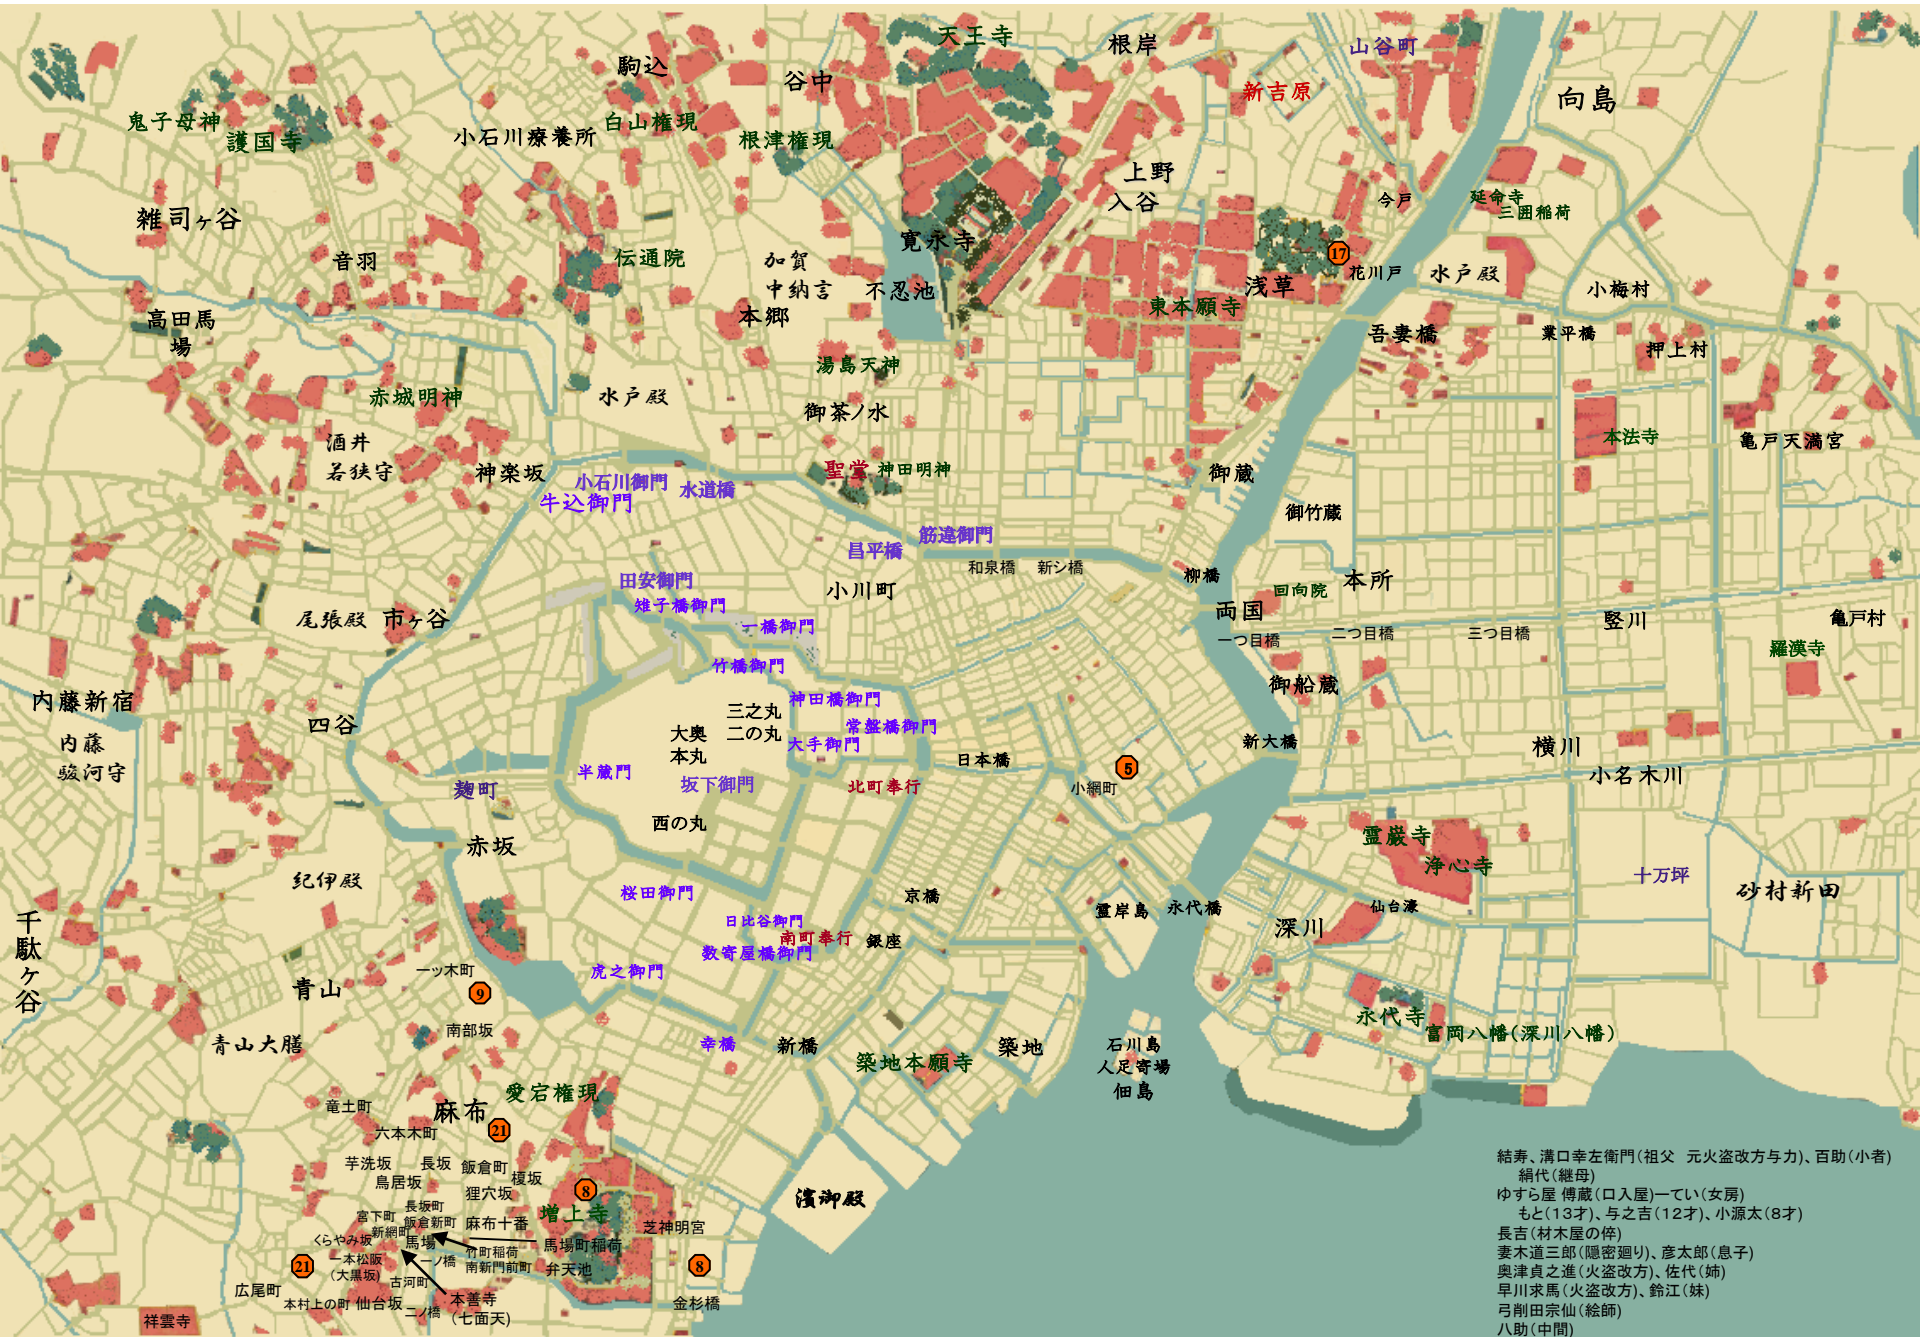 天王寺
根岸
山谷町
駒込
谷中
新吉原
向島
鬼子母神
護国寺
小石川療養所
白山権現
根津権現
上野
入谷
今戸
延命寺
三囲稲荷
雑司ヶ谷
音羽
伝通院
加賀
中納言
寛永寺
不忍池
17
花川戸
水戸殿
浅草
小梅村
高田馬
場
本郷
東本願寺
吾妻橋
業平橋
押上村
湯島天神
赤城明神
水戸殿
御茶ノ水
本法寺
亀戸天満宮
酒井
若狭守
神楽坂
小石川御門
牛込御門
水道橋
聖堂
神田明神
御蔵
御竹蔵
昌平橋
筋違御門
和泉橋
新シ橋
柳橋
本所
田安御門
雉子橋御門
小川町
回向院
両国
尾張殿
市ヶ谷
一橋御門
一つ目橋
二つ目橋
三つ目橋
竪川
亀戸村
羅漢寺
竹橋御門
内藤新宿
神田橋御門
御船蔵
四谷
三之丸
二の丸
大奥
本丸
常盤橋御門
大手御門
内藤
駿河守
日本橋
新大橋
横川
小名木川
半蔵門
坂下御門
北町奉行
5
小網町
麹町
西の丸
赤坂
霊巌寺
浄心寺
紀伊殿
桜田御門
京橋
十万坪
砂村新田
千駄ヶ谷
日比谷御門
南町奉行
銀座
霊岸島
永代橋
仙台濠
深川
数寄屋橋御門
虎之御門
一ッ木町
9
青山
南部坂
青山大膳
幸橋
新橋
築地本願寺
築地
石川島
人足寄場
佃島
永代寺
富岡八幡(深川八幡)
愛宕権現
竜土町
麻布
21
六本木町
芋洗坂
長坂
飯倉町
鳥居坂
榎坂
狸穴坂
8
増上寺
濱御殿
長坂町
宮下町
飯倉新町
麻布十番
芝神明宮
新網町
くらやみ坂
馬場
馬場町稲荷
竹町稲荷
一本松阪
(大黒坂)
一ノ橋
南新門前町
弁天池
21
8
広尾町
古河町
本村上の町
仙台坂
二ノ橋
本善寺
(七面天)
金杉橋
祥雲寺
結寿、溝口幸左衛門(祖父　元火盗改方与力)、百助(小者)
絹代(継母)
ゆすら屋 傳蔵(口入屋)ーてい(女房)
もと(13才)、与之吉(12才)、小源太(8才)
長吉(材木屋の倅)
妻木道三郎(隠密廻り)、彦太郎(息子)
奥津貞之進(火盗改方)、佐代(姉)
早川求馬(火盗改方)、鈴江(妹)
弓削田宗仙(絵師)
八助(中間)